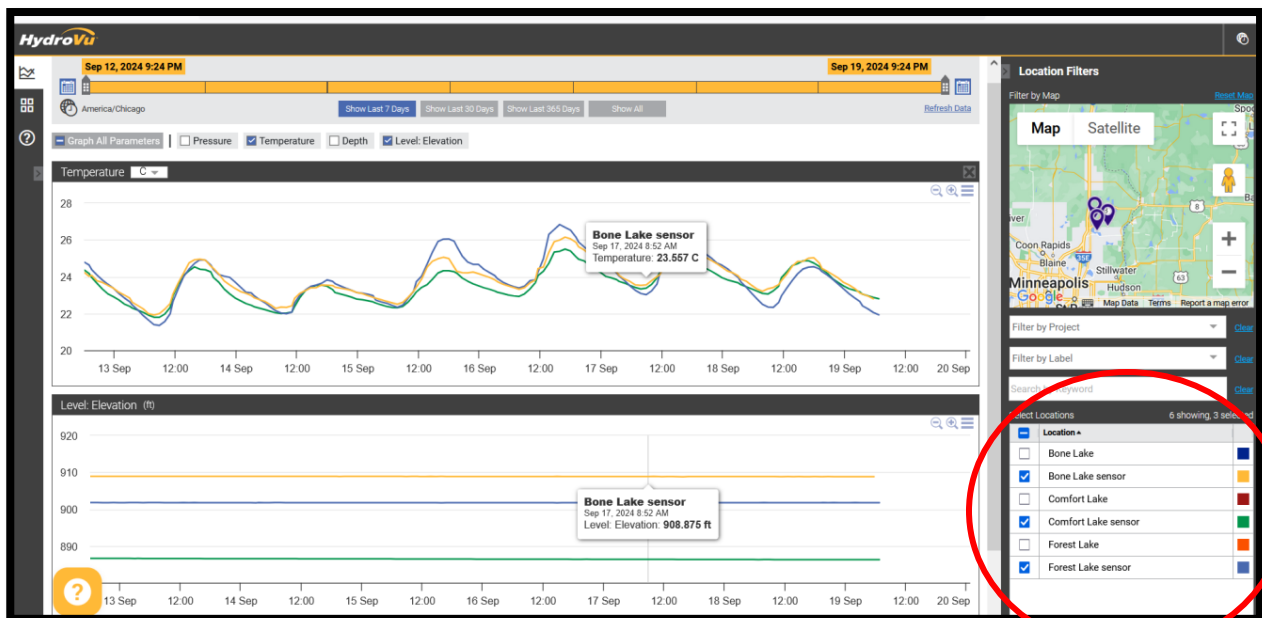 HydroVu
Sep 12, 2024 9:24 PM
Sep 19, 2024 9:24 PM
America/Chicago
Show Last 7 Days
Show Last 30 Days
Show Last 365 Days
Show All
Refresh Data
Graph All Parameters
Pressure
Temperature
Depth
Level: Elevation
Temperature C
28
26
24
22
20
Bone Lake sensor
Sep 17, 2024 8:52 AM
Temperature: 23.557 C
13 Sep 12:00 14 Sep 12:00 15 Sep 12:00 16 Sep 12:00 17 Sep 12:00 18 Sep 12:00 19 Sep 12:00 20 Sep
Level: Elevation (ft)
920
910
900
890
Bone Lake sensor
Sep 17, 2024 8:52 AM
Level: Elevation: 908.875 ft
?
13 Sep 12:00 14 Sep 12:00 15 Sep 12:00 16 Sep 12:00 17 Sep 12:00 18 Sep 12:00 19 Sep 12:00 20 Sep
Location Filters
Filter by Map
Reset Map
Map Satellite
8
Coon Rapids
Blaine
35E
Stillwater
63
Minneapolis
Hudson
Google
Map Data Terms Report a map error
Filter by Project
Clear
Filter by Label
Clear
Search by keyword
Clear
Select Locations
6 showing, 3 selected
Location
Bone Lake
Bone Lake sensor
Comfort Lake
Comfort Lake sensor
Forest Lake
Forest Lake sensor